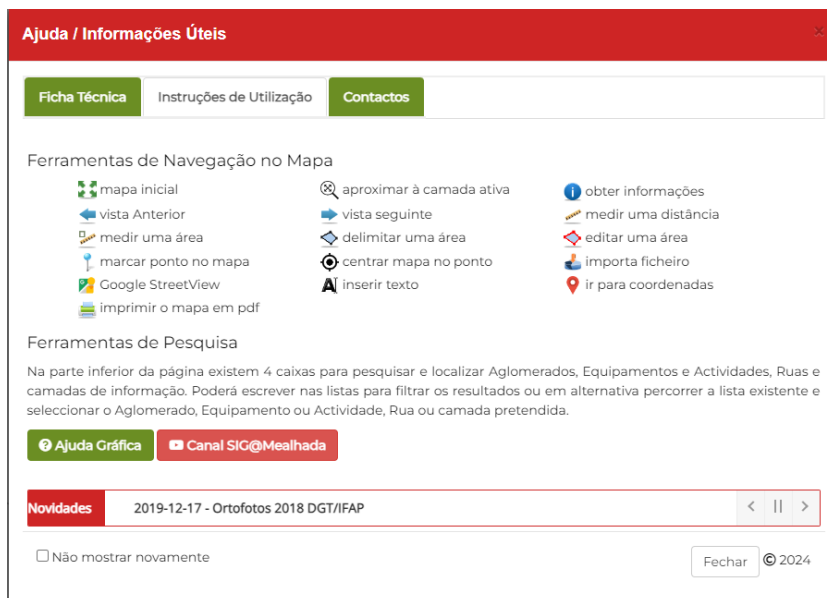 Ajuda / Informações Úteis
×
Ficha Técnica Instruções de Utilização Contactos
Ferramentas de Navegação no Mapa
mapa inicial aproximar à camada ativa obter informações
vista Anterior vista seguinte medir uma distância
medir uma área delimitar uma área editar uma área
marcar ponto no mapa centrar mapa no ponto importa ficheiro
Google StreetView inserir texto ir para coordenadas
imprimir o mapa em pdf
Ferramentas de Pesquisa
Na parte inferior da página existem 4 caixas para pesquisar e localizar Aglomerados, Equipamentos e Actividades, Ruas e
camadas de informação. Poderá escrever nas listas para filtrar os resultados ou em alternativa percorrer a lista existente e
seleccionar o Aglomerado, Equipamento ou Actividade, Rua ou camada pretendida.
Ajuda Gráfica Canal SIG@Mealhada
Novidades 2019-12-17 - Ortofotos 2018 DGT/IFAP
Não mostrar novamente Fechar © 2024